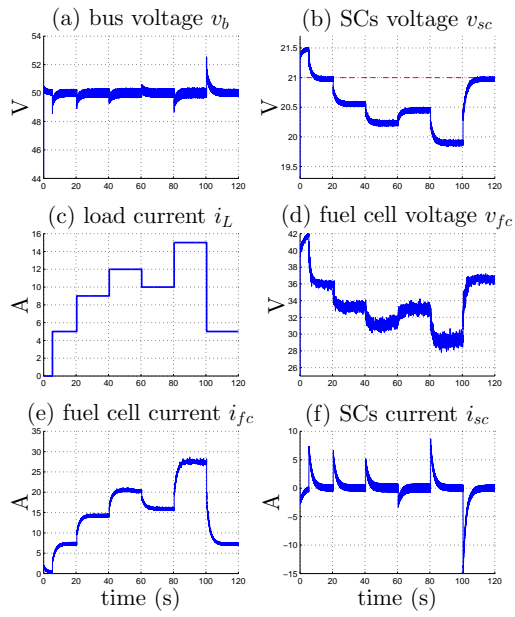 (a) bus voltage v_b
(b) SCs voltage v_sc
V
54
52
50
48
46
44
0 20 40 60 80 100 120
V
21.5
21
20.5
20
19.5
0 20 40 60 80 100 120
(c) load current i_L
(d) fuel cell voltage v_fc
A
16
14
12
10
8
6
4
2
0
0 20 40 60 80 100 120
V
42
40
38
36
34
32
30
28
26
0 20 40 60 80 100 120
(e) fuel cell current i_fc
(f) SCs current i_sc
A
35
30
25
20
15
10
5
0
0 20 40 60 80 100 120
time (s)
A
10
5
0
−5
−10
−15
0 20 40 60 80 100 120
time (s)